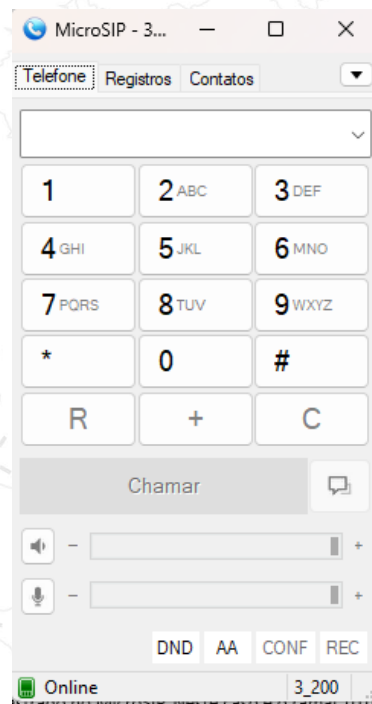 MicroSIP - 3...
Telefone Registros Contatos
1 2 ABC 3 DEF
4 GHI 5 JKL 6 MNO
7 PQRS 8 TUV 9 WXYZ
* 0 #
R + C
Chamar
- +
- +
DND AA CONF REC
Online 3_200